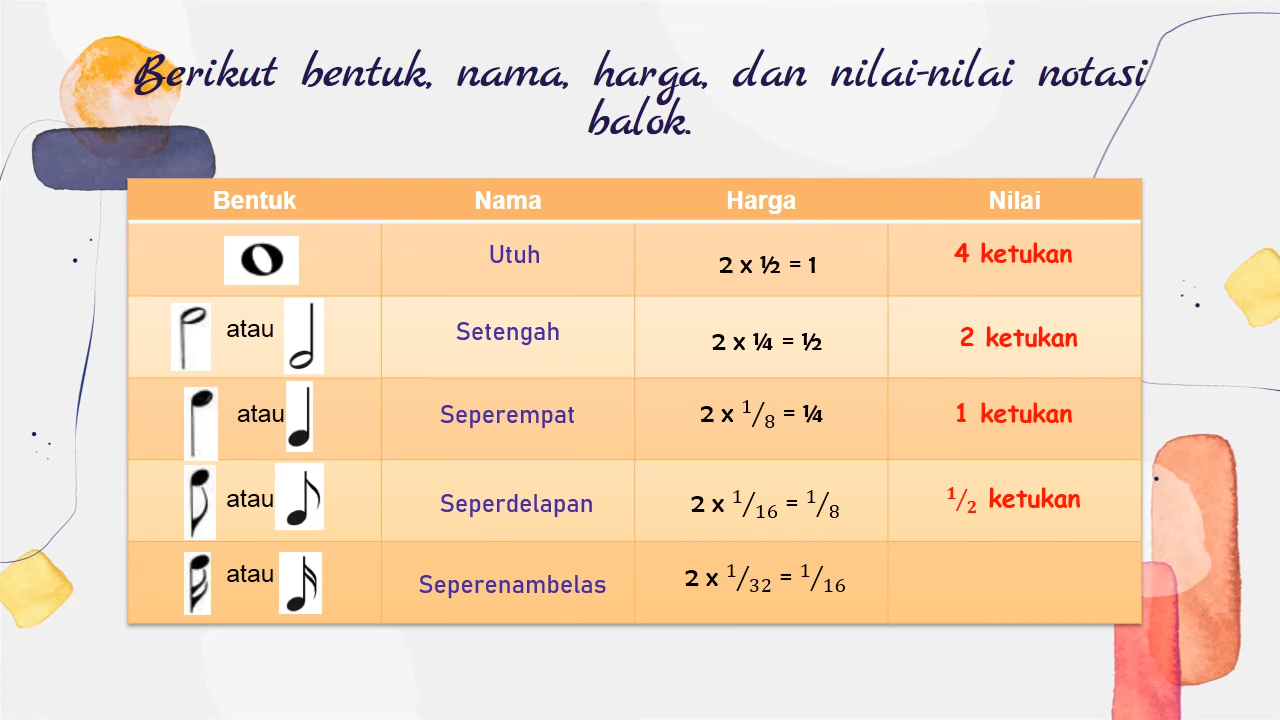 Berikut bentuk, nama, harga, dan nilai-nilai notasi
balok.
Bentuk Nama Harga Nilai
Utuh 2 x ½ = 1 4 ketukan
atau Setengah 2 x ¼ = ½ 2 ketukan
atau Seperempat 2 x 1/8 = ¼ 1 ketukan
atau Seperdelapan 2 x 1/16 = 1/8 1/2 ketukan
atau Seperenambelas 2 x 1/32 = 1/16